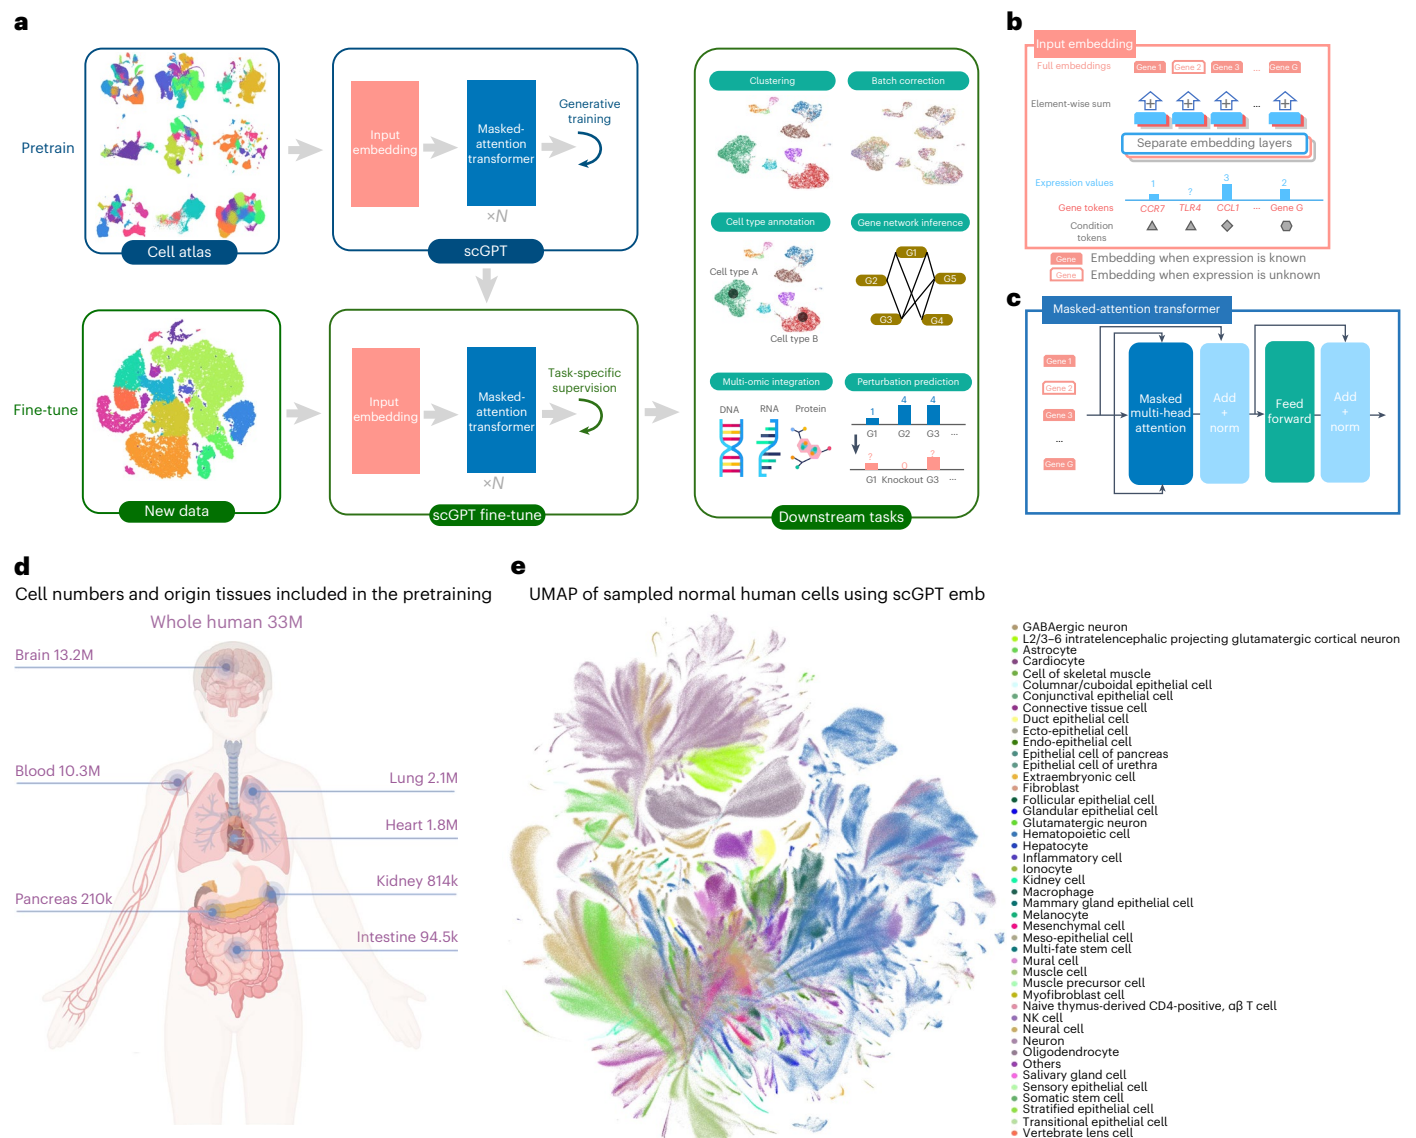 a
Pretrain
Cell atlas
Input
embedding
Masked-
attention
transformer
×N
Generative
training
scGPT
Fine-tune
New data
Input
embedding
Masked-
attention
transformer
×N
Task-specific
supervision
scGPT fine-tune
Clustering
Batch correction
Cell type annotation
Cell type A
Cell type B
Gene network inference
G1
G2
G5
G3
G4
Multi-omic integration
DNA
RNA
Protein
Perturbation prediction
1
4
4
G1
G2
G3
...
?
0
?
G1
Knockout
G3
...
Downstream tasks
b
Input embedding
Full embeddings
Gene 1
Gene 2
Gene 3
...
Gene G
Element-wise sum
...
Separate embedding layers
Expression values
1
?
3
2
Gene tokens
CCR7
TLR4
CCL1
...
Gene G
Condition
tokens
Gene
Embedding when expression is known
Gene
Embedding when expression is unknown
c
Masked-attention transformer
Gene 1
Gene 2
Gene 3
...
Gene G
Masked
multi-head
attention
Add
+
norm
Feed
forward
Add
+
norm
d
Cell numbers and origin tissues included in the pretraining
Whole human 33M
Brain 13.2M
Blood 10.3M
Lung 2.1M
Heart 1.8M
Kidney 814k
Pancreas 210k
Intestine 94.5k
e
UMAP of sampled normal human cells using scGPT emb
GABAergic neuron
L2/3–6 intratelencephalic projecting glutamatergic cortical neuron
Astrocyte
Cardiocyte
Cell of skeletal muscle
Columnar/cuboidal epithelial cell
Conjunctival epithelial cell
Connective tissue cell
Duct epithelial cell
Ecto-epithelial cell
Endo-epithelial cell
Epithelial cell of pancreas
Epithelial cell of urethra
Extraembryonic cell
Fibroblast
Follicular epithelial cell
Glandular epithelial cell
Glutamatergic neuron
Hematopoietic cell
Hepatocyte
Inflammatory cell
Ionocyte
Kidney cell
Macrophage
Mammary gland epithelial cell
Melanocyte
Mesenchymal cell
Meso-epithelial cell
Multi-fate stem cell
Mural cell
Muscle cell
Muscle precursor cell
Myofibroblast cell
Naive thymus-derived CD4-positive, αβ T cell
NK cell
Neural cell
Neuron
Oligodendrocyte
Others
Salivary gland cell
Sensory epithelial cell
Somatic stem cell
Stratified epithelial cell
Transitional epithelial cell
Vertebrate lens cell